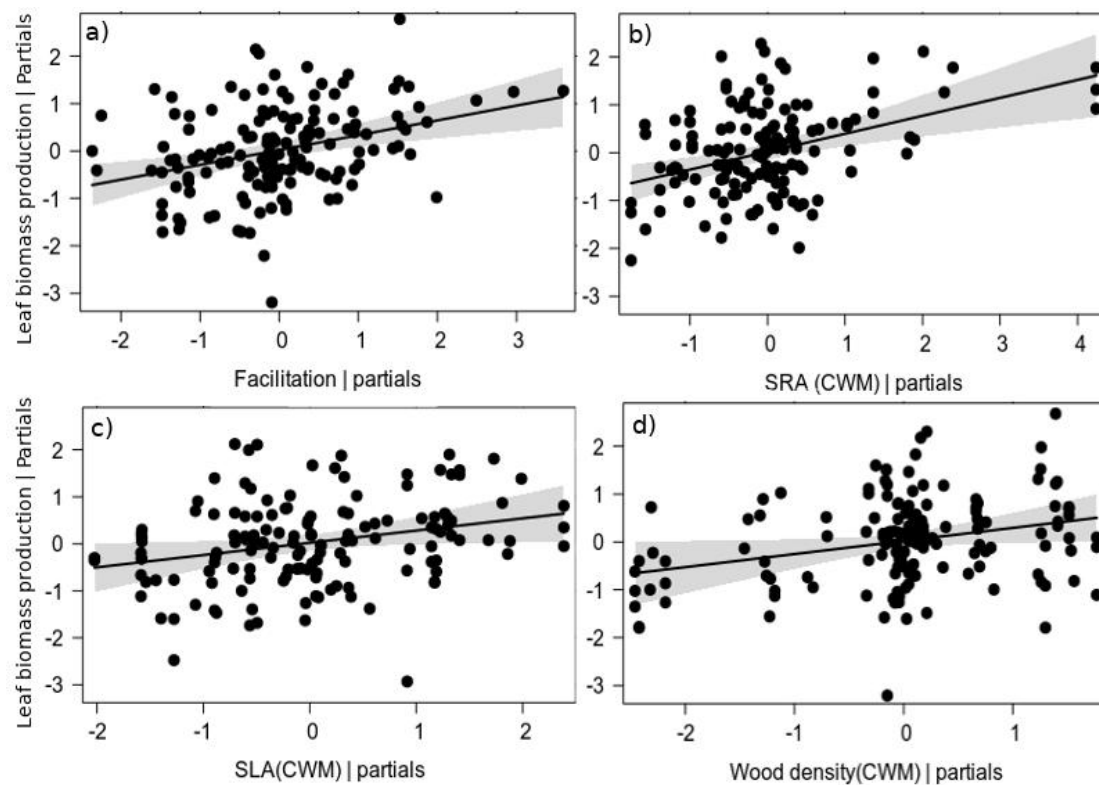 a)
2
1
0
-1
-2
-3
Leaf biomass production | Partials
-2 -1 0 1 2 3
Facilitation | partials
b)
2
1
0
-1
-2
-3
-1 0 1 2 3 4
SRA (CWM) | partials
c)
2
1
0
-1
-2
-3
Leaf biomass production | Partials
-2 -1 0 1 2
SLA(CWM) | partials
d)
2
1
0
-1
-2
-3
-2 -1 0 1
Wood density(CWM) | partials